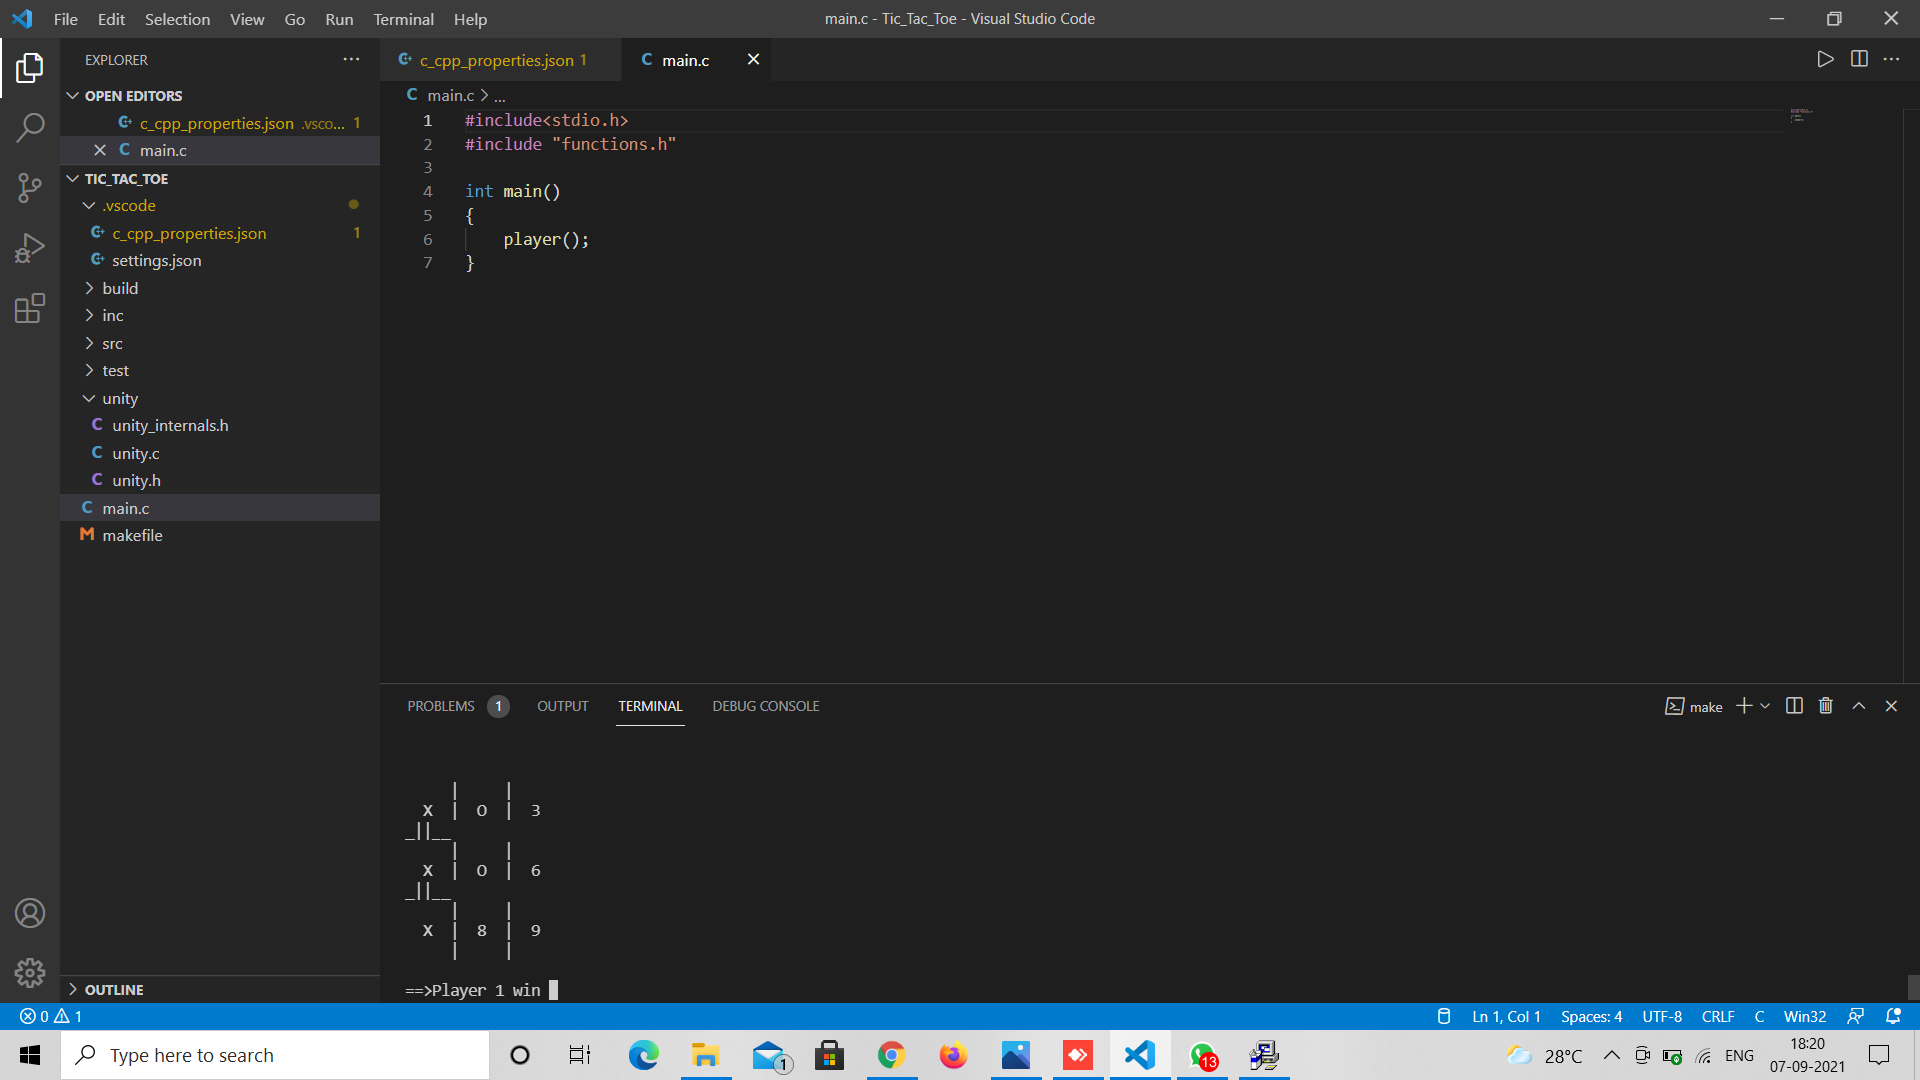 File Edit Selection View Go Run Terminal Help
main.c - Tic_Tac_Toe - Visual Studio Code
EXPLORER
OPEN EDITORS
c_cpp_properties.json .vsco... 1
main.c
TIC_TAC_TOE
.vscode
c_cpp_properties.json 1
settings.json
build
inc
src
test
unity
unity_internals.h
unity.c
unity.h
main.c
makefile
OUTLINE
c_cpp_properties.json 1
main.c
main.c > ...
1 #include<stdio.h>
2 #include "functions.h"
3
4 int main()
5 {
6 player();
7 }
PROBLEMS 1 OUTPUT TERMINAL DEBUG CONSOLE
make
| |
X | O | 3
_||__
| |
X | O | 6
_||__
| |
X | 8 | 9
| |
==>Player 1 win
0 1
Ln 1, Col 1 Spaces: 4 UTF-8 CRLF C Win32
Type here to search
1
13
28°C
ENG
18:20
07-09-2021